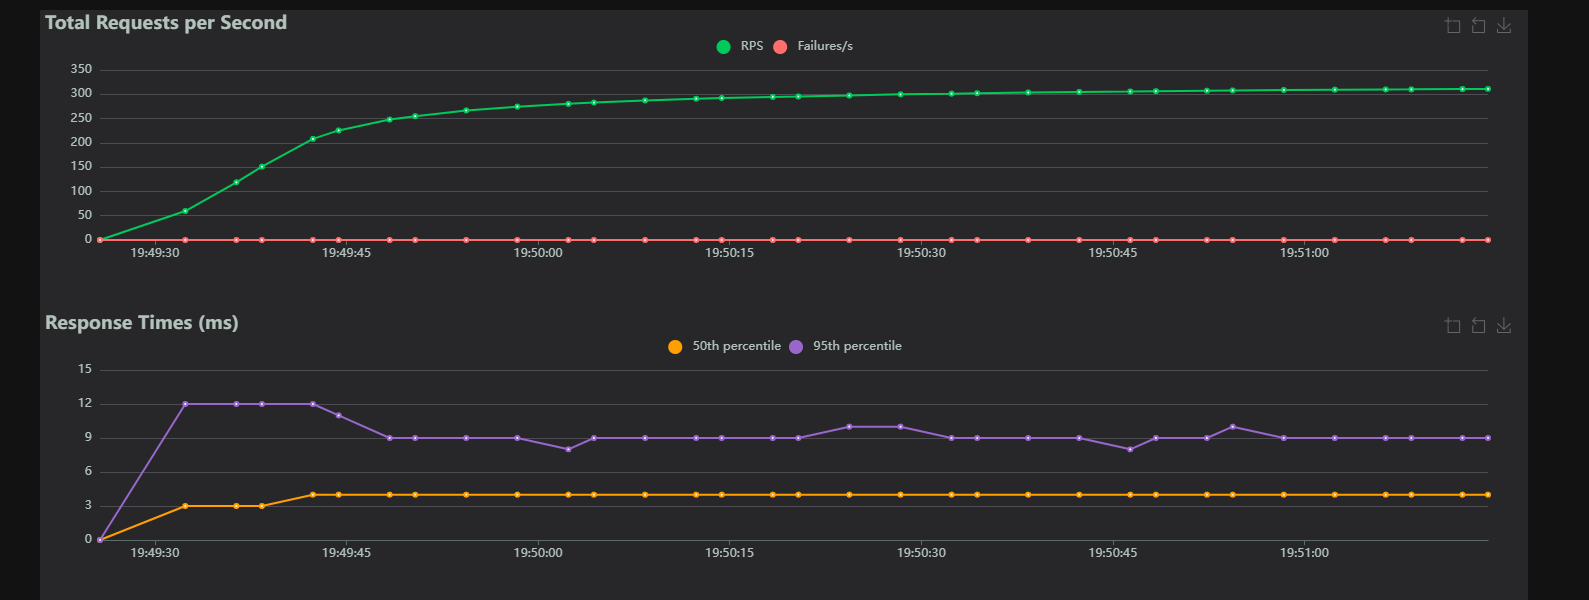 Total Requests per Second
RPS Failures/s
350
300
250
200
150
100
50
0
19:49:30 19:49:45 19:50:00 19:50:15 19:50:30 19:50:45 19:51:00
Response Times (ms)
50th percentile 95th percentile
15
12
9
6
3
0
19:49:30 19:49:45 19:50:00 19:50:15 19:50:30 19:50:45 19:51:00